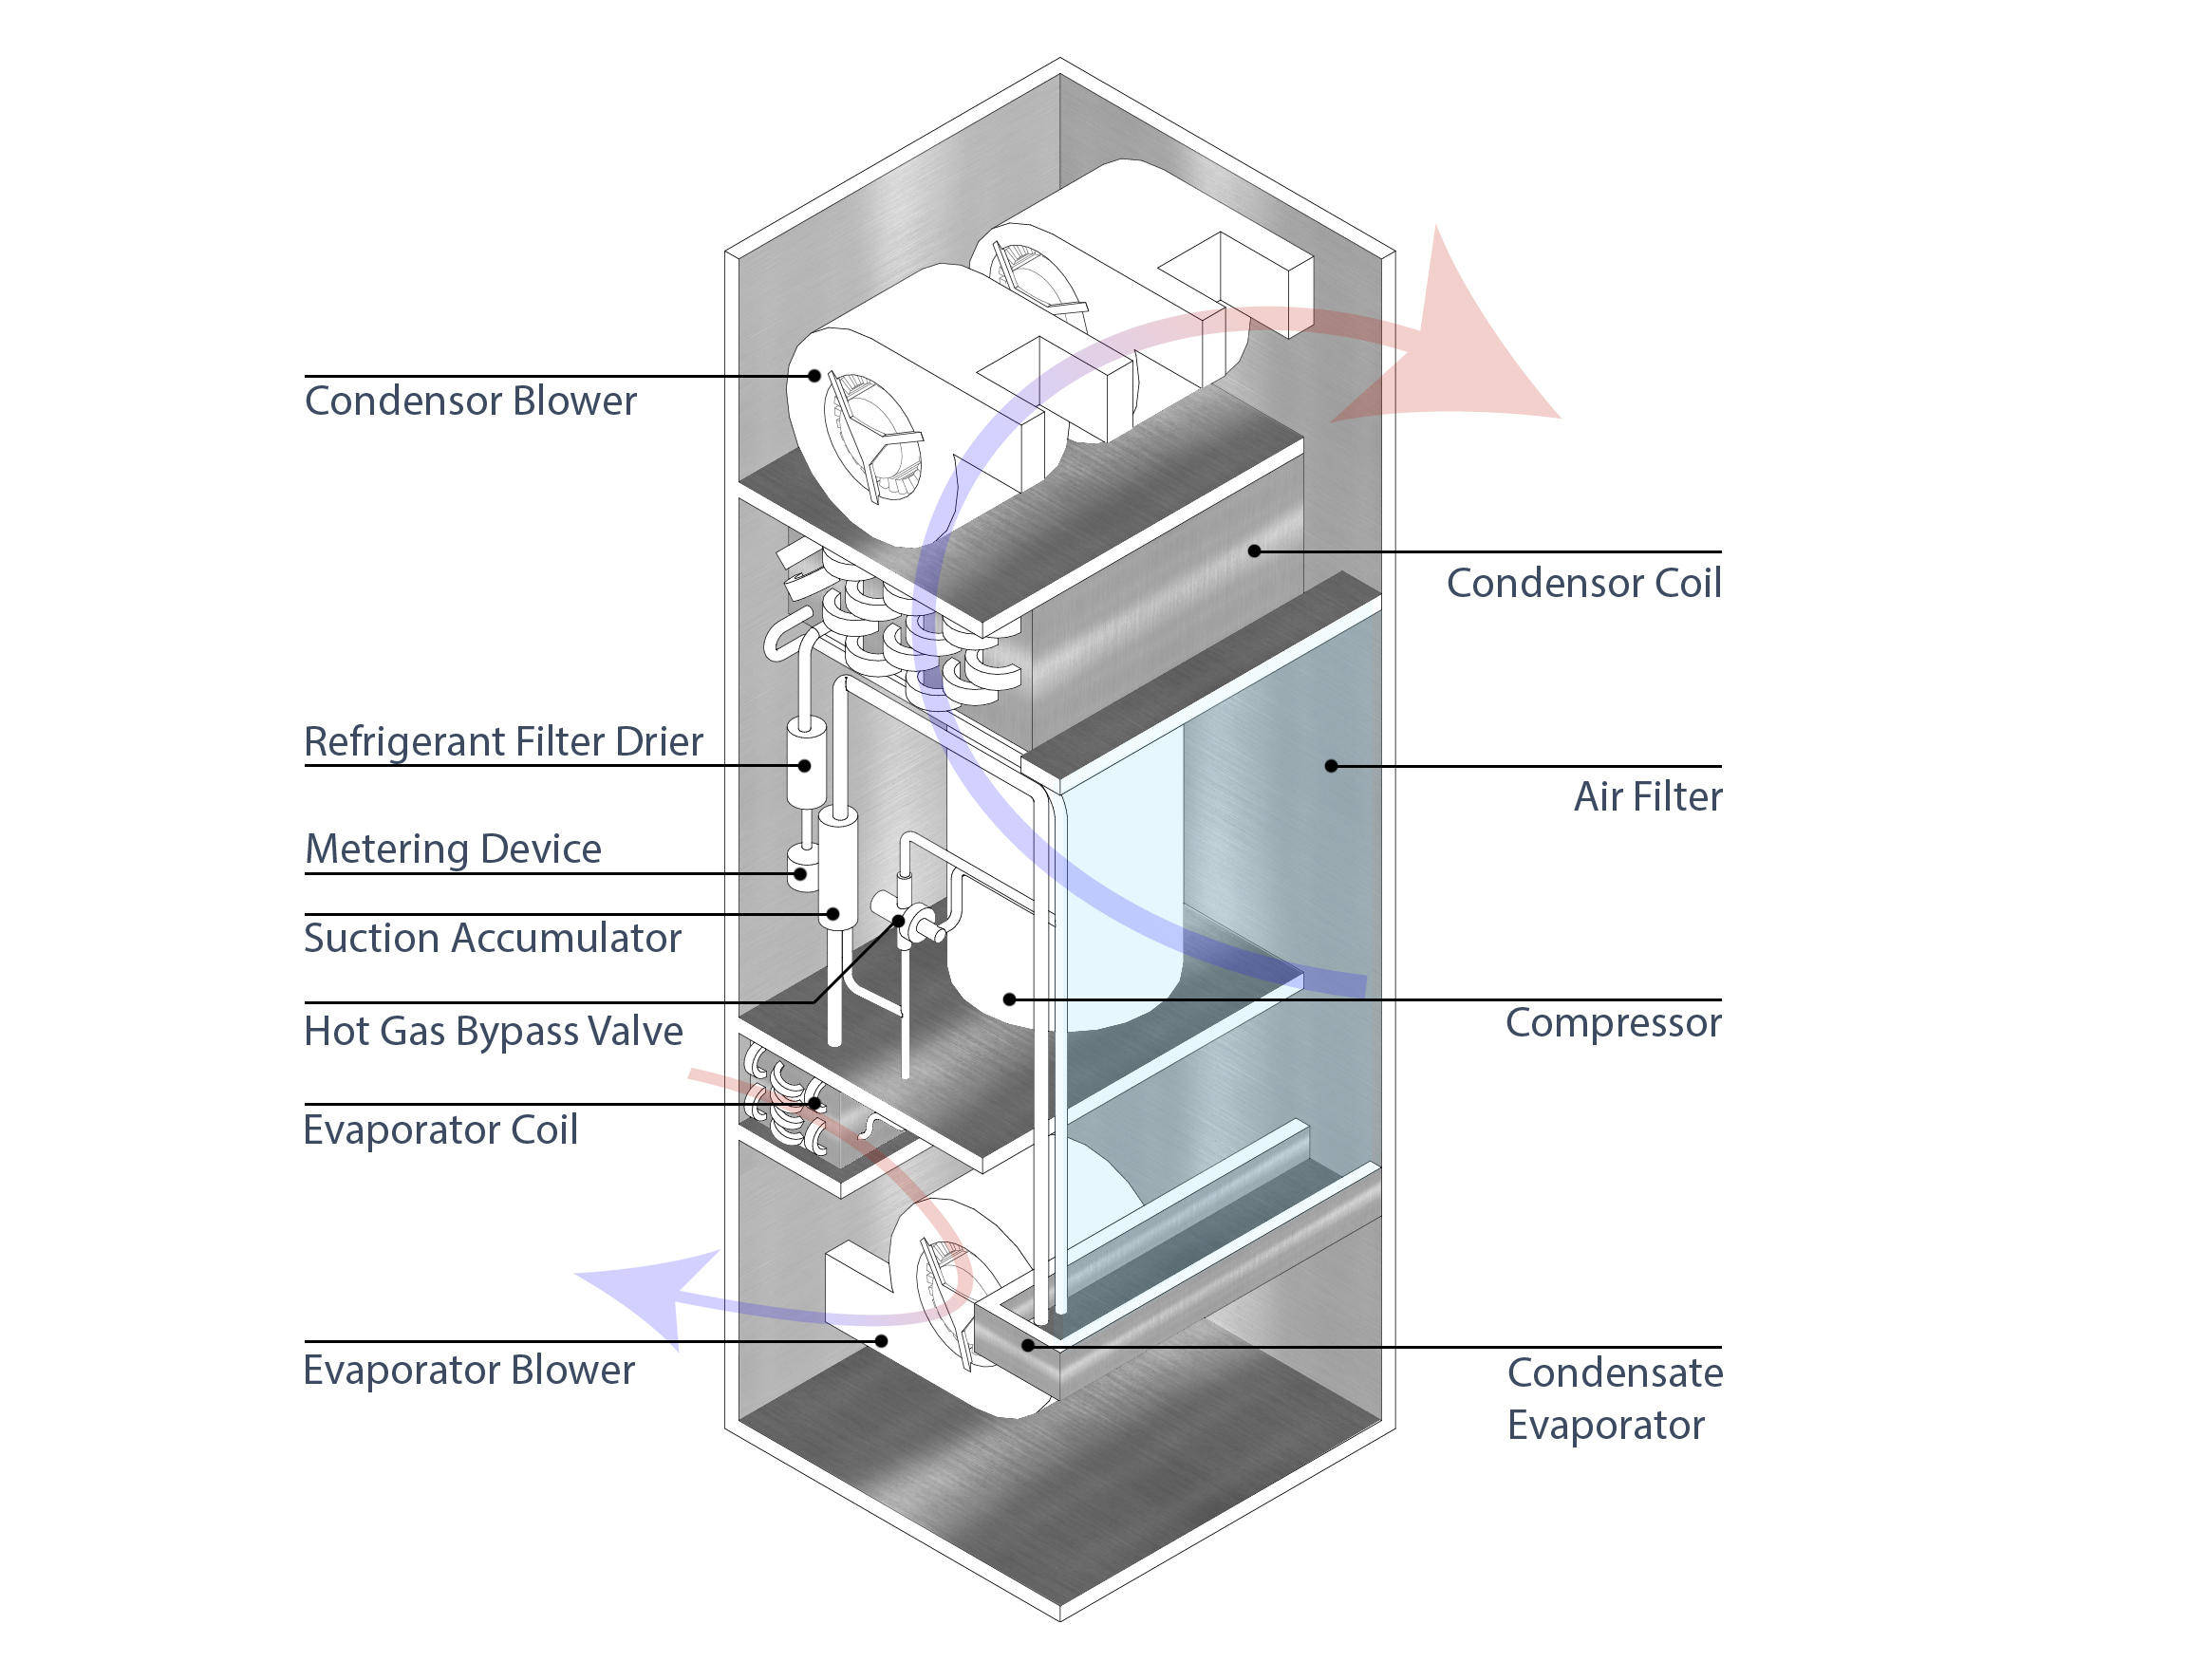 Condensor Blower
Refrigerant Filter Drier
Metering Device
Suction Accumulator
Hot Gas Bypass Valve
Evaporator Coil
Evaporator Blower
Condensor Coil
Air Filter
Compressor
Condensate
Evaporator